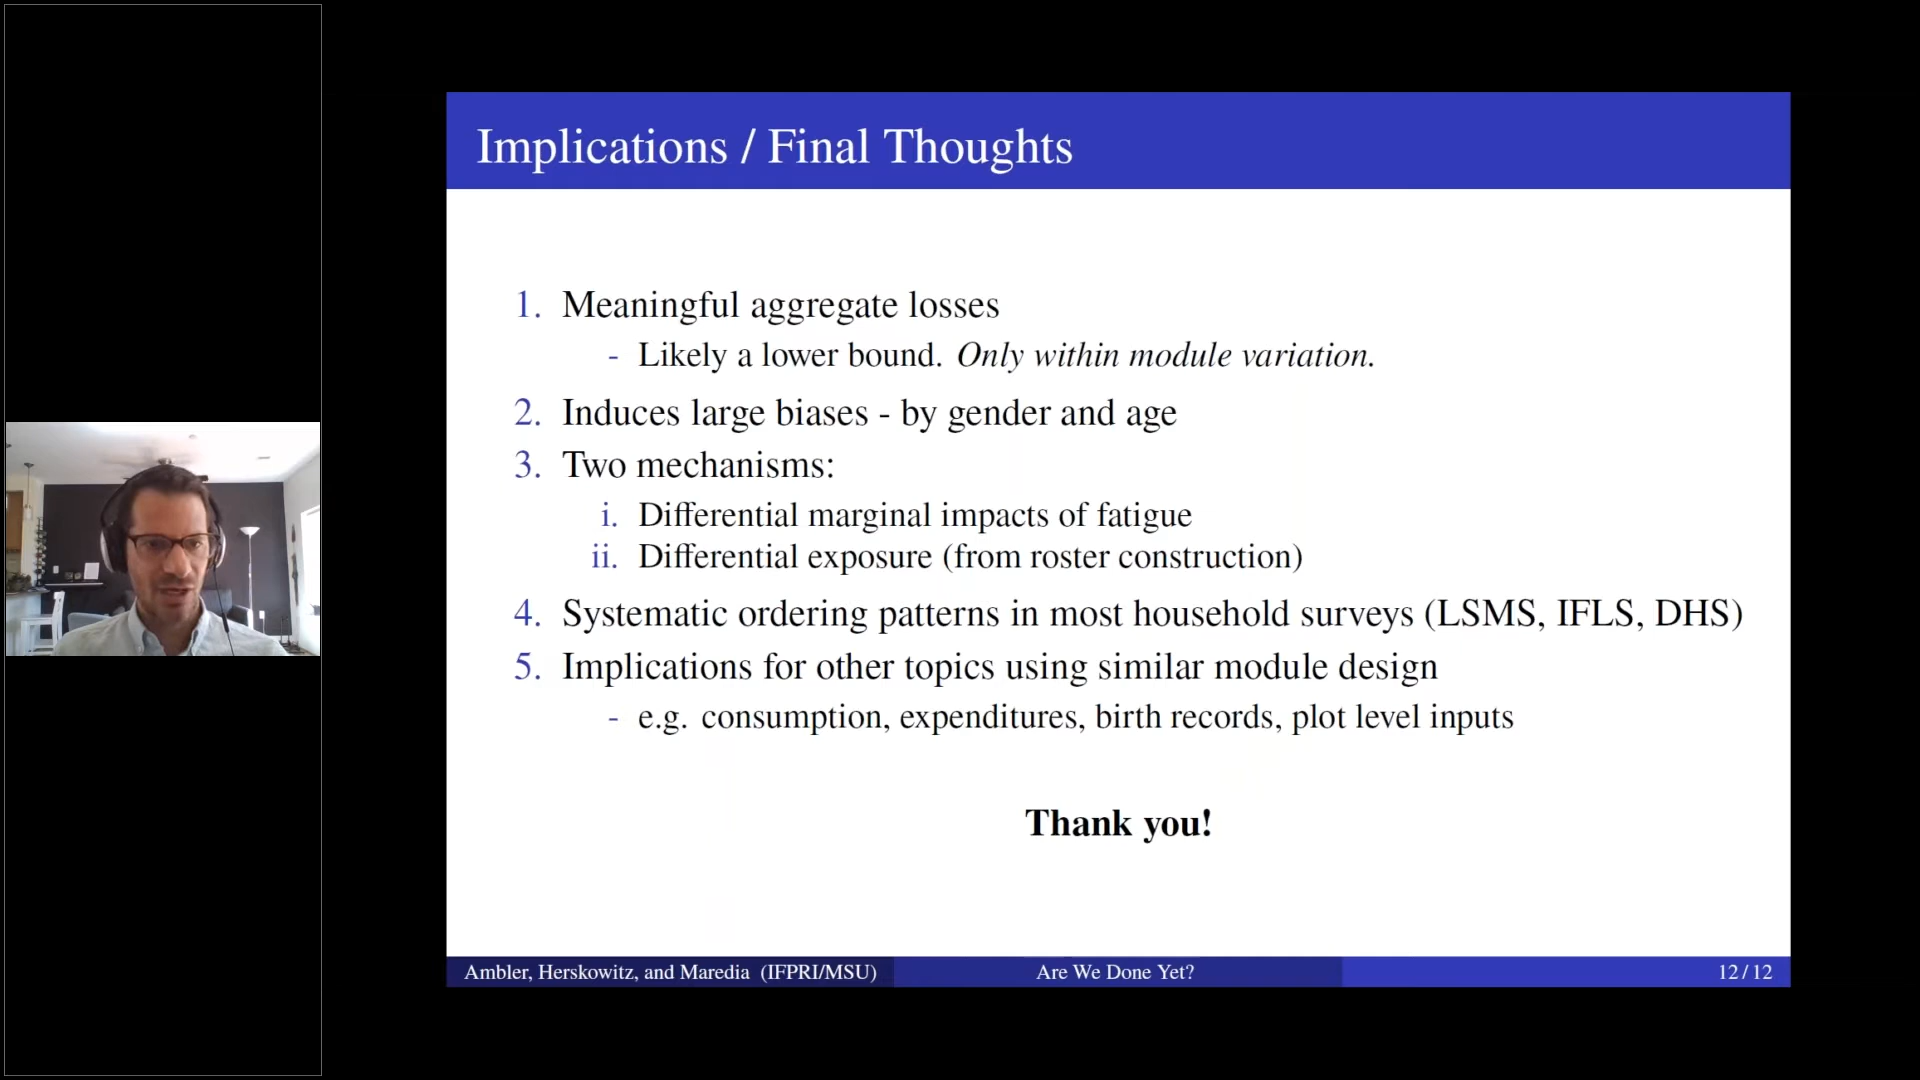 Implications / Final Thoughts
1. Meaningful aggregate losses
- Likely a lower bound. Only within module variation.
2. Induces large biases - by gender and age
3. Two mechanisms:
i. Differential marginal impacts of fatigue
ii. Differential exposure (from roster construction)
4. Systematic ordering patterns in most household surveys (LSMS, IFLS, DHS)
5. Implications for other topics using similar module design
- e.g. consumption, expenditures, birth records, plot level inputs
Thank you!
Ambler, Herskowitz, and Maredia (IFPRI/MSU)
Are We Done Yet?
12 / 12